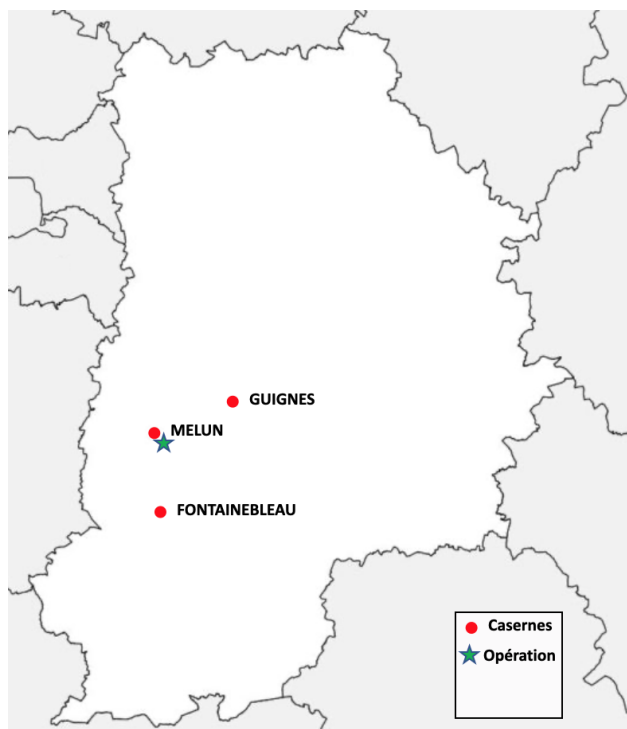 GUIGNES
MELUN
FONTAINEBLEAU
Casernes
Opération